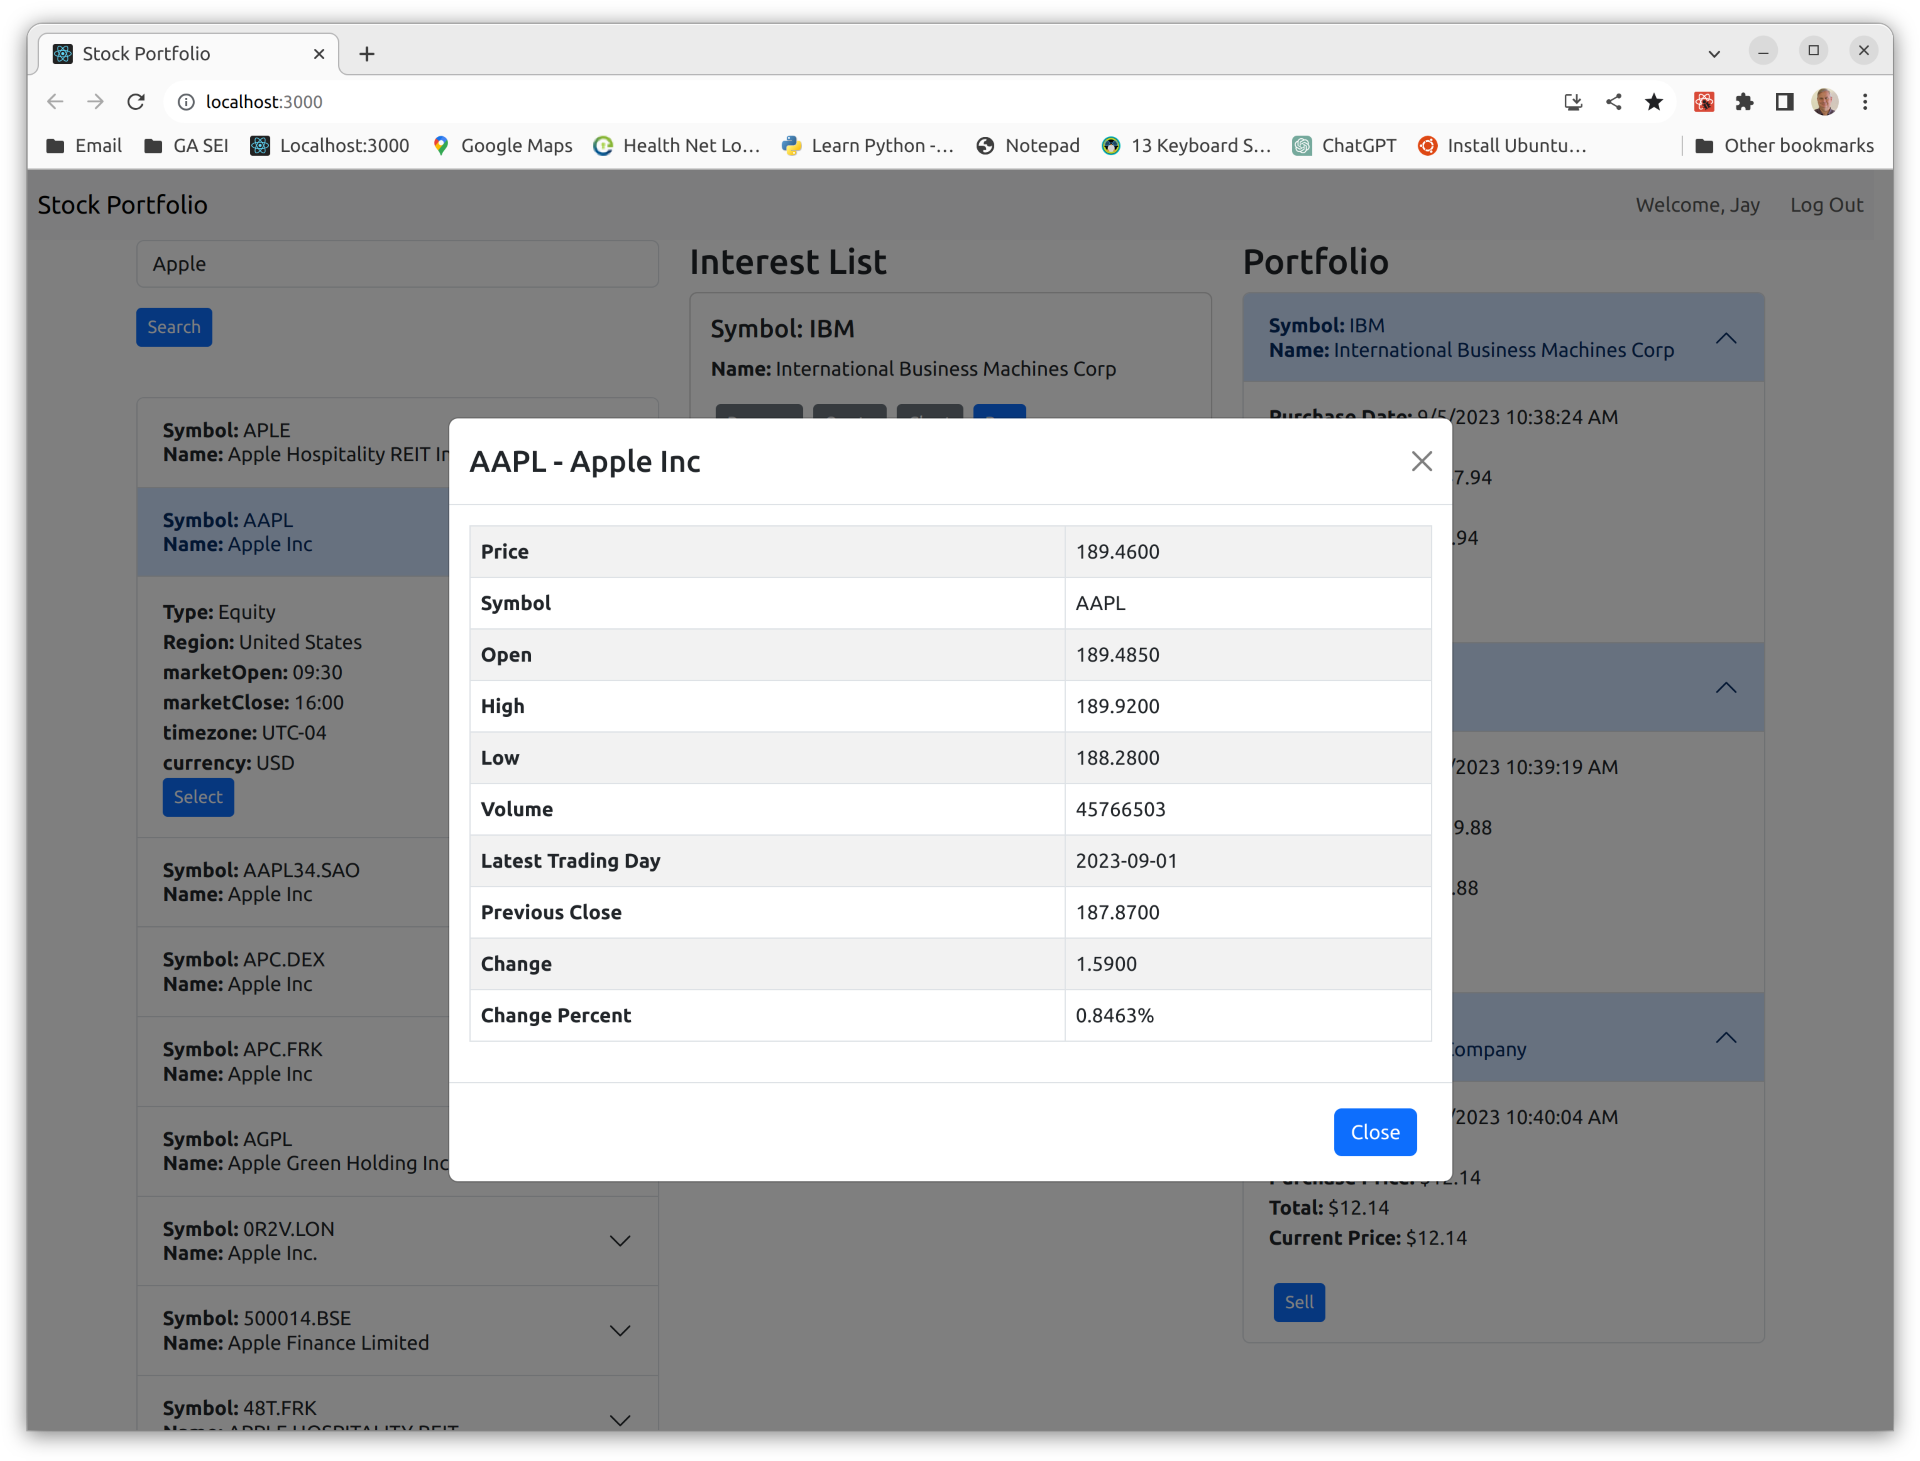 Stock Portfolio
localhost:3000
Email
GA SEI
Localhost:3000
Google Maps
Health Net Lo...
Learn Python -...
Notepad
13 Keyboard S...
ChatGPT
Install Ubuntu...
Other bookmarks
Stock Portfolio
Welcome, Jay
Log Out
Apple
Search
Symbol: APLE
Name: Apple Hospitality REIT In
Symbol: AAPL
Name: Apple Inc
Type: Equity
Region: United States
marketOpen: 09:30
marketClose: 16:00
timezone: UTC-04
currency: USD
Select
Symbol: AAPL34.SAO
Name: Apple Inc
Symbol: APC.DEX
Name: Apple Inc
Symbol: APC.FRK
Name: Apple Inc
Symbol: AGPL
Name: Apple Green Holding Inc
Symbol: 0R2V.LON
Name: Apple Inc.
Symbol: 500014.BSE
Name: Apple Finance Limited
Symbol: 48T.FRK
Name: APPLE HOSPITALITY REIT
Interest List
Symbol: IBM
Name: International Business Machines Corp
AAPL - Apple Inc
Price 189.4600
Symbol AAPL
Open 189.4850
High 189.9200
Low 188.2800
Volume 45766503
Latest Trading Day 2023-09-01
Previous Close 187.8700
Change 1.5900
Change Percent 0.8463%
Close
Portfolio
Symbol: IBM
Name: International Business Machines Corp
Purchase Date: 9/5/2023 10:38:24 AM
7.94
.94
/2023 10:39:19 AM
9.88
.88
Company
/2023 10:40:04 AM
Purchase Price: $12.14
Total: $12.14
Current Price: $12.14
Sell